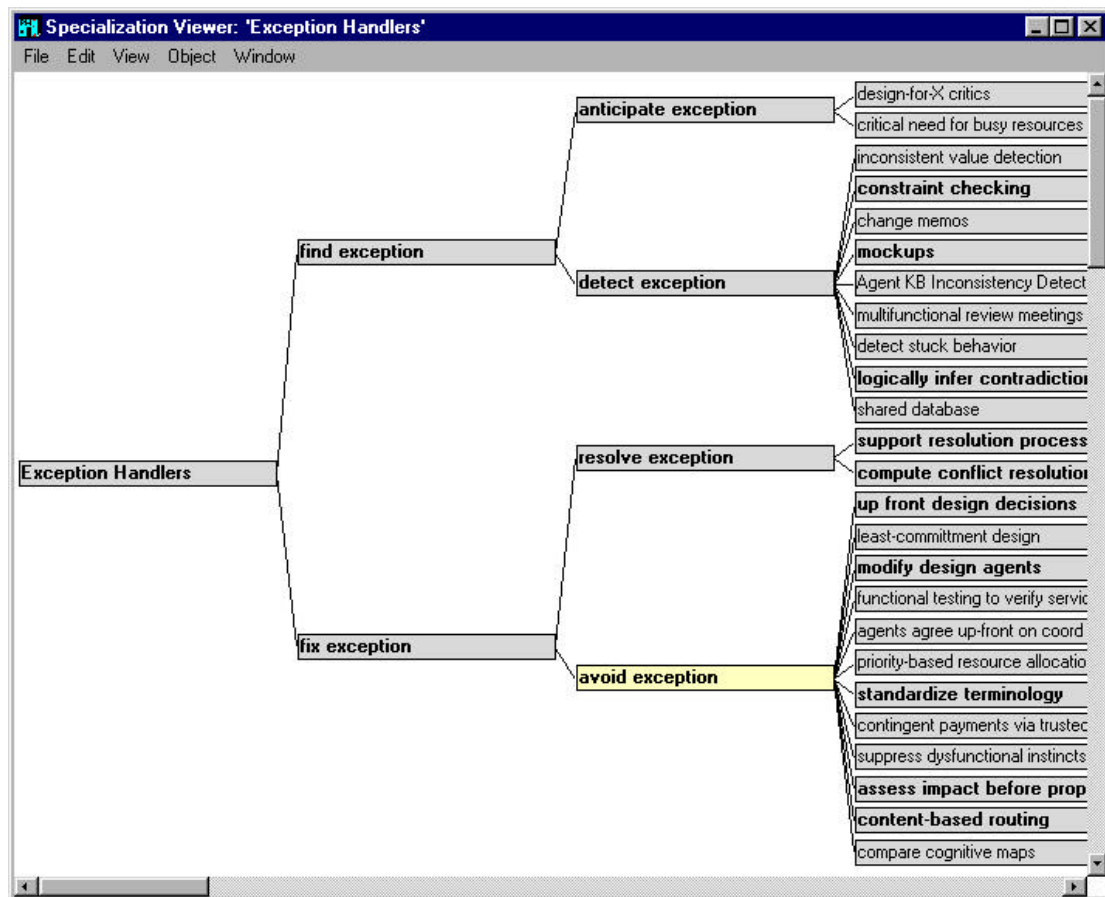 Specialization Viewer: 'Exception Handlers'
File Edit View Object Window
Exception Handlers
find exception
fix exception
anticipate exception
detect exception
resolve exception
avoid exception
design-for-X critics
critical need for busy resources
inconsistent value detection
constraint checking
change memos
mockups
Agent KB Inconsistency Detect
multifunctional review meetings
detect stuck behavior
logically infer contradiction
shared database
support resolution process
compute conflict resolution
up front design decisions
least-committment design
modify design agents
functional testing to verify servic
agents agree up-front on coord
priority-based resource allocatio
standardize terminology
contingent payments via trusted
suppress dysfunctional instincts
assess impact before prop
content-based routing
compare cognitive maps